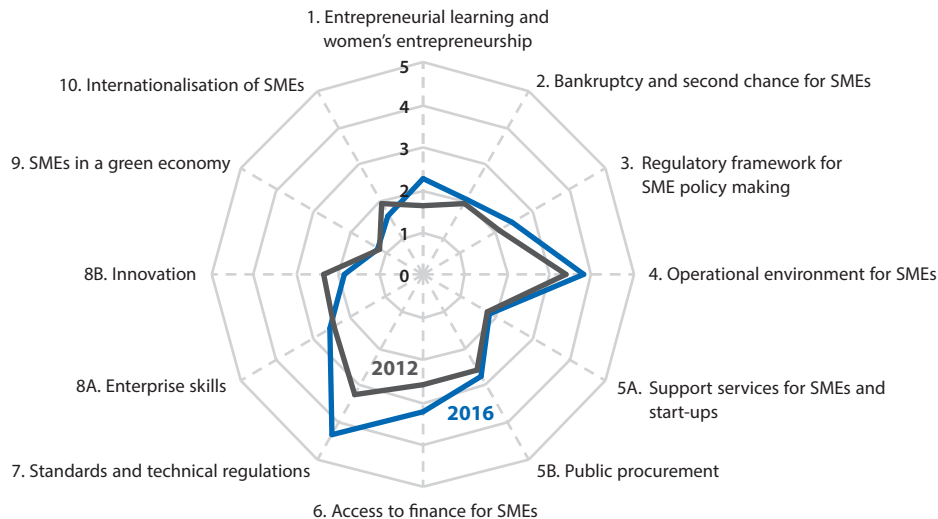 1. Entrepreneurial learning and
women’s entrepreneurship
2. Bankruptcy and second chance for SMEs
3. Regulatory framework for
SME policy making
4. Operational environment for SMEs
5A. Support services for SMEs and
start-ups
5B. Public procurement
6. Access to finance for SMEs
7. Standards and technical regulations
8A. Enterprise skills
8B. Innovation
9. SMEs in a green economy
10. Internationalisation of SMEs
5
4
3
2
1
0
2012
2016